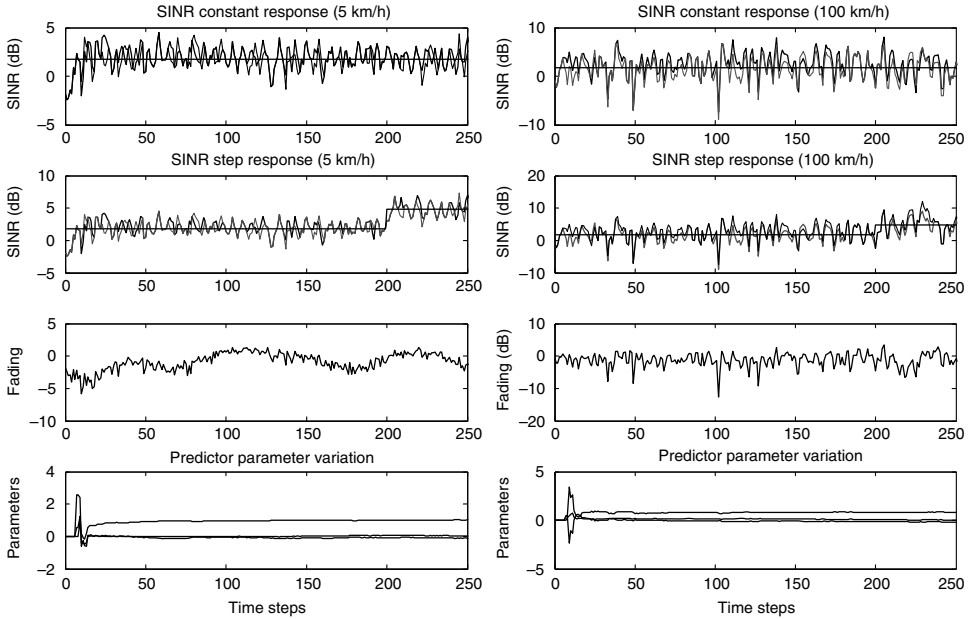 SINR constant response (5 km/h)
SINR (dB)
5
0
–5
0 50 100 150 200 250
SINR step response (5 km/h)
SINR (dB)
10
5
0
–5
0 50 100 150 200 250
Fading
5
0
–5
–10
0 50 100 150 200 250
Predictor parameter variation
Parameters
4
2
0
–2
0 50 100 150 200 250
Time steps
SINR constant response (100 km/h)
SINR (dB)
10
0
–10
0 50 100 150 200 250
SINR step response (100 km/h)
SINR (dB)
20
10
0
–10
0 50 100 150 200 250
Fading (dB)
10
0
–10
–20
0 50 100 150 200 250
Predictor parameter variation
Parameters
5
0
–5
0 50 100 150 200 250
Time steps